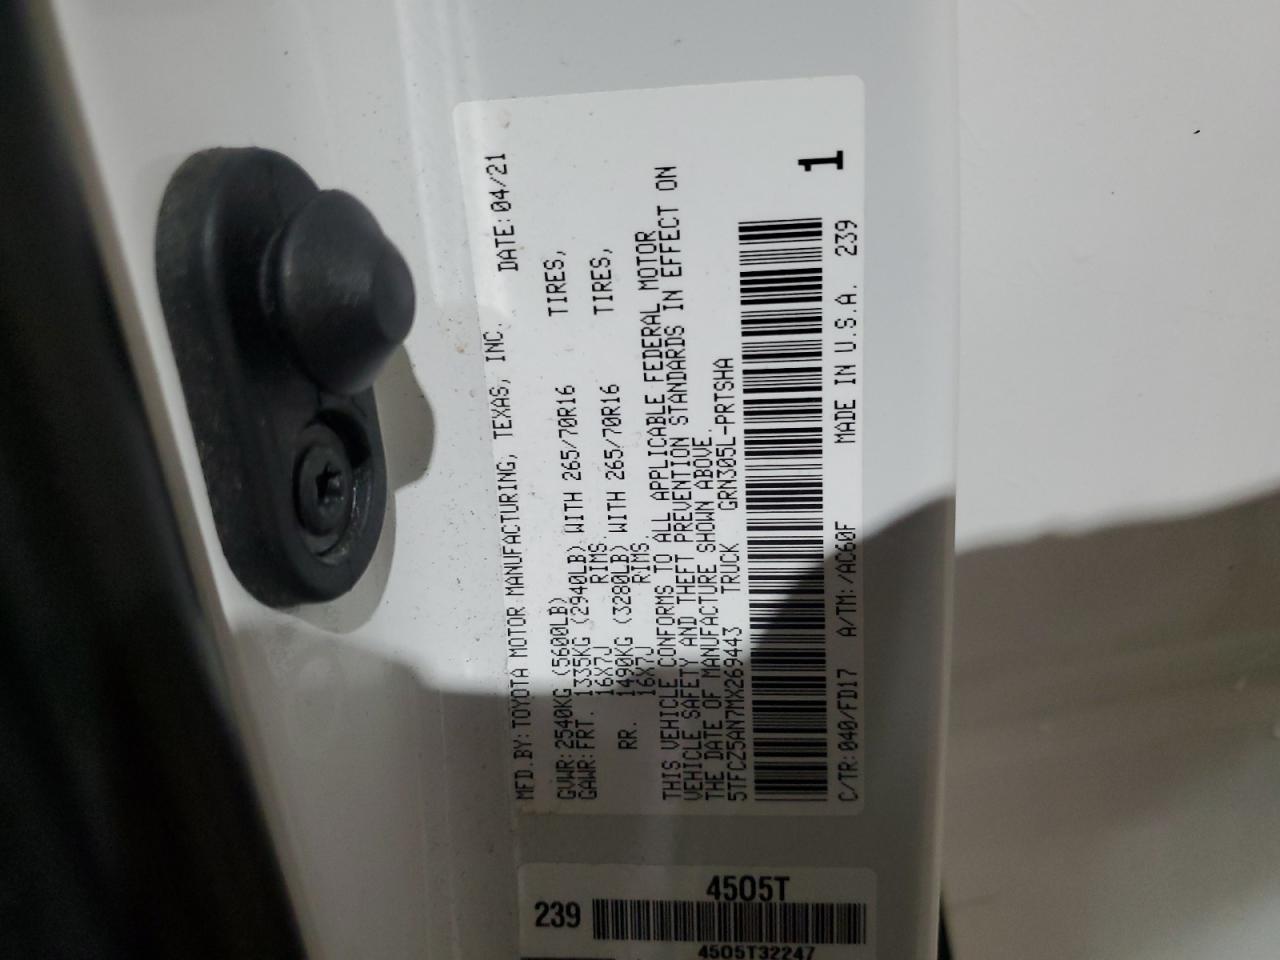 MFD.BY:TOYOTA MOTOR MANUFACTURING, TEXAS, INC. DATE:04/21
GVWR:2540KG (5600LB)
GAWR:FRT. 1335KG (2940LB) WITH 265/70R16 TIRES,
16X7J RIMS.
RR. 1490KG (3280LB) WITH 265/70R16 TIRES,
16X7J RIMS.
THIS VEHICLE CONFORMS TO ALL APPLICABLE FEDERAL MOTOR
VEHICLE SAFETY AND THEFT PREVENTION STANDARDS IN EFFECT ON
THE DATE OF MANUFACTURE SHOWN ABOVE.
5TFCZ5AN7MX269443 TRUCK GRN305L-PRTSHA
1
C/TR:040/FD17 A/TM:/AC60F MADE IN U.S.A. 239
4505T
239
4505T32247